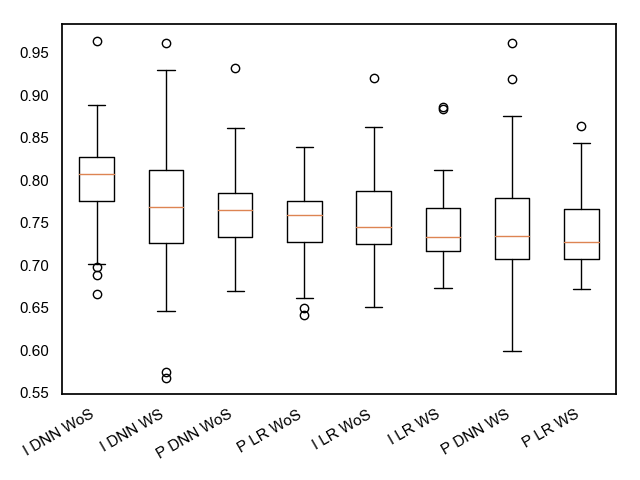 0.95
0.90
0.85
0.80
0.75
0.70
0.65
0.60
0.55
I DNN WoS
I DNN WS
P DNN WoS
P LR WoS
I LR WoS
I LR WS
P DNN WS
P LR WS